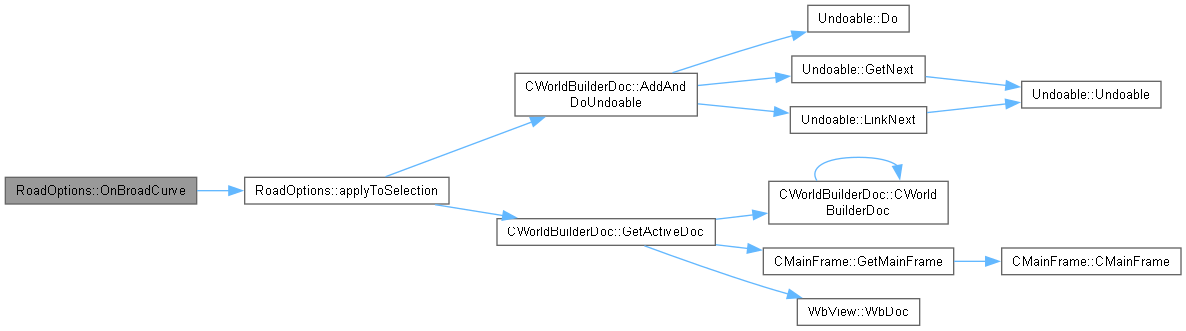 RoadOptions::OnBroadCurve
RoadOptions::applyToSelection
CWorldBuilderDoc::AddAnd
DoUndoable
Undoable::Do
Undoable::GetNext
Undoable::LinkNext
Undoable::Undoable
CWorldBuilderDoc::GetActiveDoc
CWorldBuilderDoc::CWorld
BuilderDoc
CMainFrame::GetMainFrame
CMainFrame::CMainFrame
WbView::WbDoc